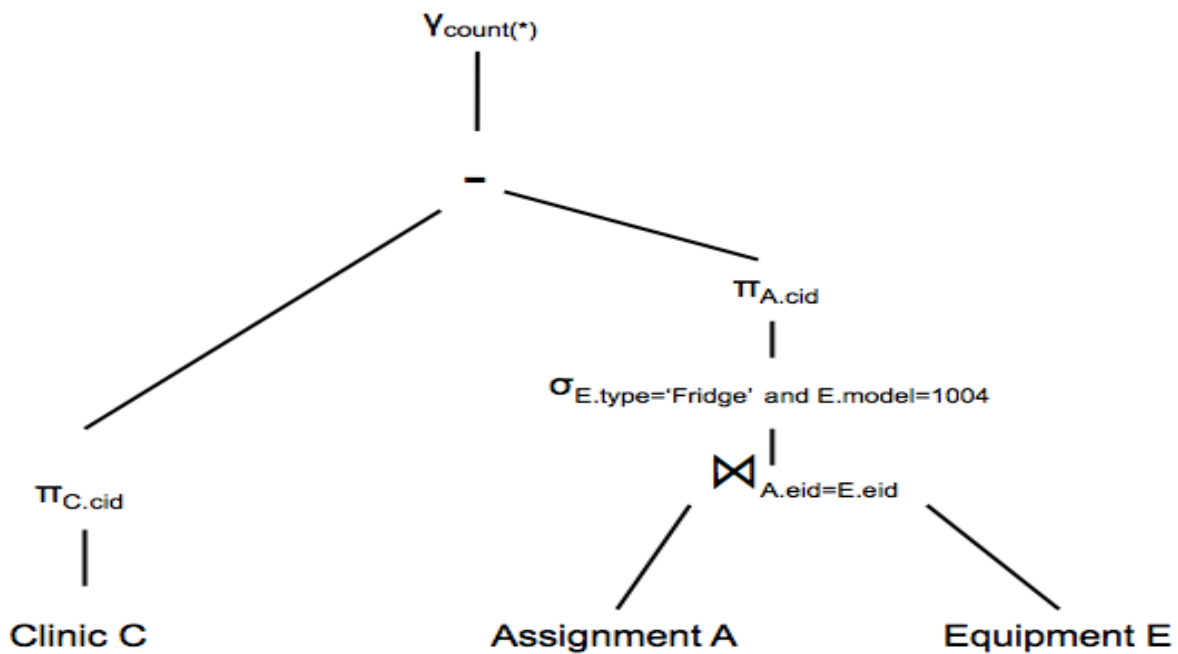 γcount(*)
-
πA.cid
σE.type=‘Fridge’ and E.model=1004
⋈A.eid=E.eid
πC.cid
Clinic C
Assignment A
Equipment E